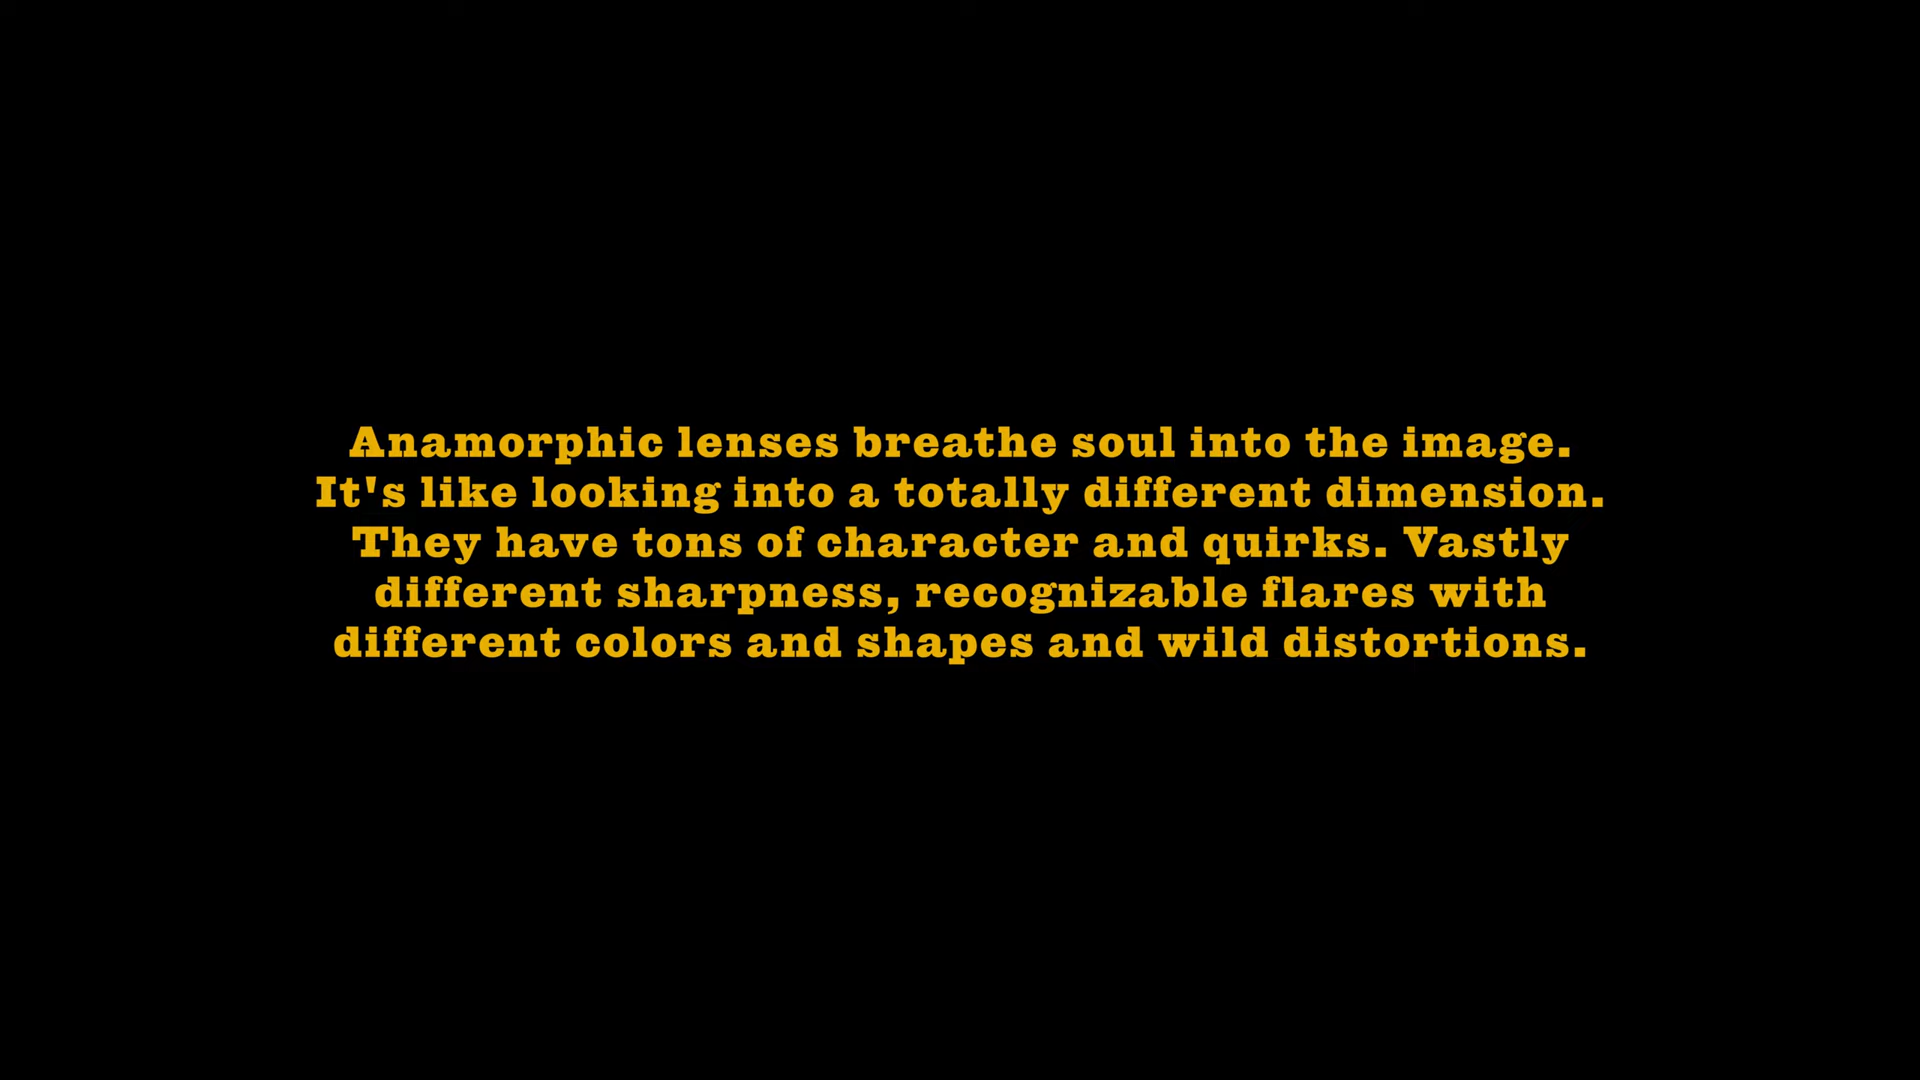 Anamorphic lenses breathe soul into the image.
It's like looking into a totally different dimension.
They have tons of character and quirks. Vastly
different sharpness, recognizable flares with
different colors and shapes and wild distortions.